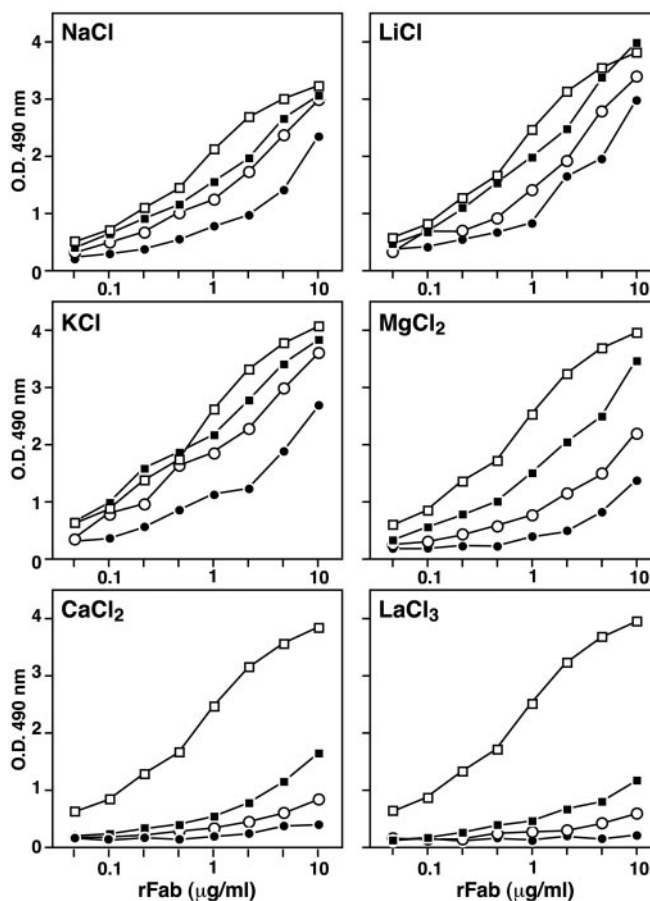 NaCl
LiCl
4
3
2
1
0
O.D. 490 nm
0.1 1 10
0.1 1 10
KCl
MgCl2
4
3
2
1
0
O.D. 490 nm
0.1 1 10
0.1 1 10
CaCl2
LaCl3
4
3
2
1
0
O.D. 490 nm
0.1 1 10
0.1 1 10
rFab (μg/ml)
rFab (μg/ml)